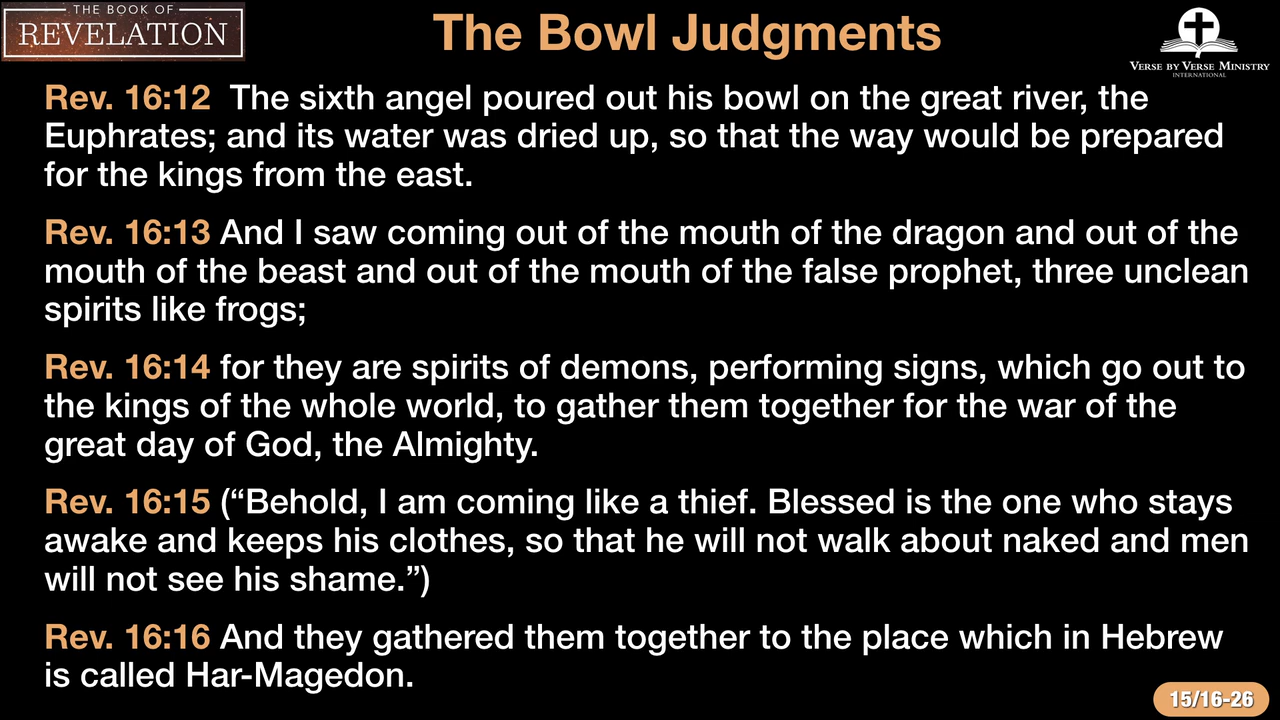 THE BOOK OF
REVELATION
The Bowl Judgments
VERSE BY VERSE MINISTRY
INTERNATIONAL
Rev. 16:12  The sixth angel poured out his bowl on the great river, the
Euphrates; and its water was dried up, so that the way would be prepared
for the kings from the east.
Rev. 16:13 And I saw coming out of the mouth of the dragon and out of the
mouth of the beast and out of the mouth of the false prophet, three unclean
spirits like frogs;
Rev. 16:14 for they are spirits of demons, performing signs, which go out to
the kings of the whole world, to gather them together for the war of the
great day of God, the Almighty.
Rev. 16:15 (“Behold, I am coming like a thief. Blessed is the one who stays
awake and keeps his clothes, so that he will not walk about naked and men
will not see his shame.”)
Rev. 16:16 And they gathered them together to the place which in Hebrew
is called Har-Magedon.
15/16-26